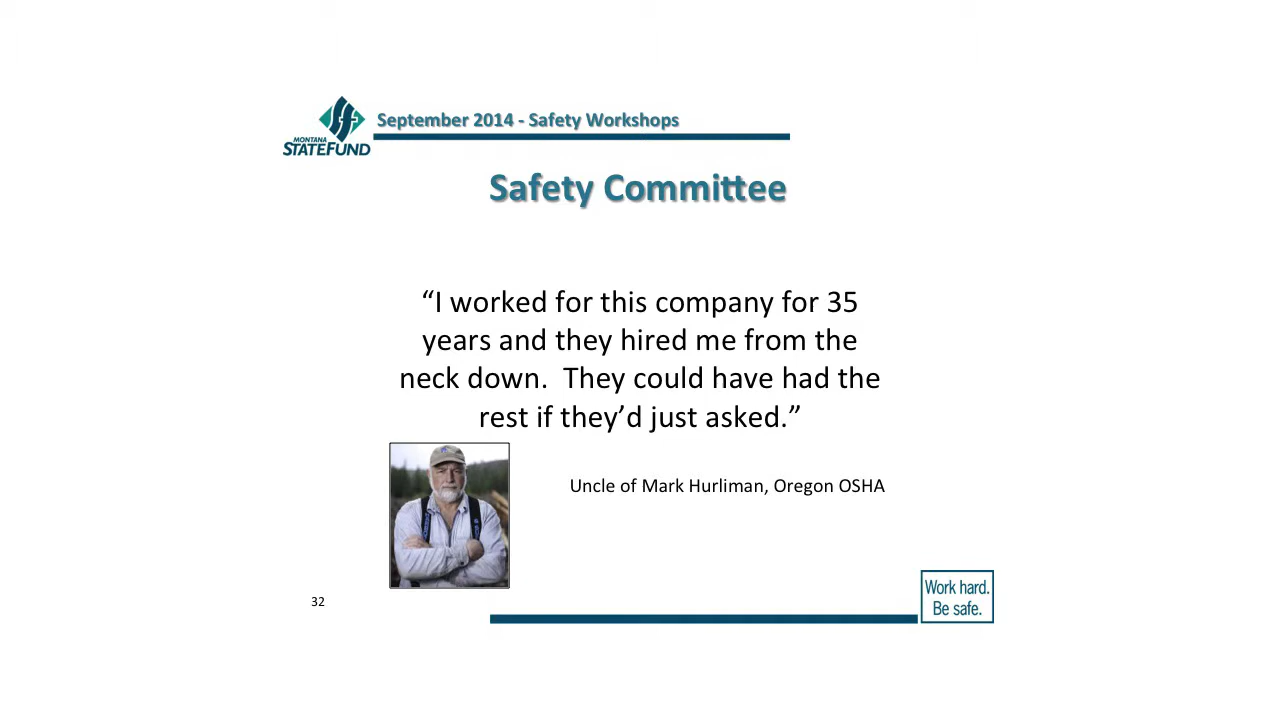 MONTANA
STATEFUND
September 2014 - Safety Workshops
Safety Committee
“I worked for this company for 35
years and they hired me from the
neck down.  They could have had the
rest if they’d just asked.”
Uncle of Mark Hurliman, Oregon OSHA
32
Work hard.
Be safe.